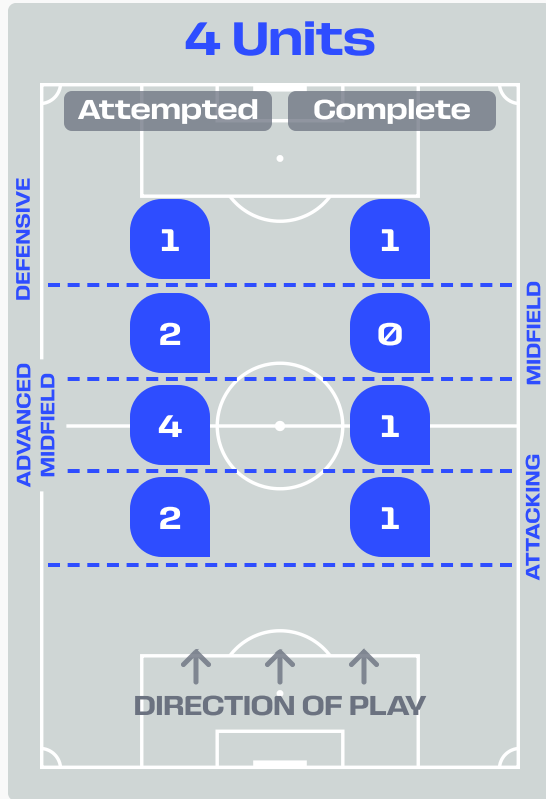 4 Units
Attempted Complete
DEFENSIVE
1 1
MIDFIELD
2 0
ADVANCED
MIDFIELD
4 1
ATTACKING
2 1
DIRECTION OF PLAY